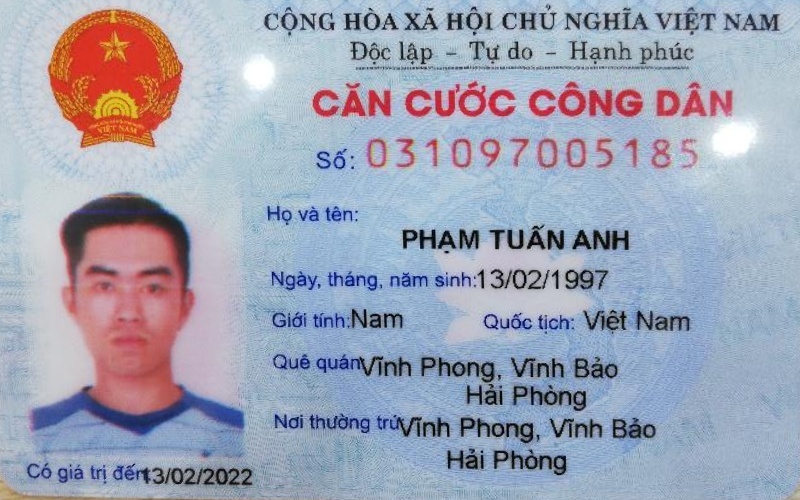 CỘNG HÒA XÃ HỘI CHỦ NGHĨA VIỆT NAM
Độc lập - Tự do - Hạnh phúc
CĂN CƯỚC CÔNG DÂN
Số: 031097005185
Họ và tên:
PHẠM TUẤN ANH
Ngày, tháng, năm sinh: 13/02/1997
Giới tính: Nam Quốc tịch: Việt Nam
Quê quán Vĩnh Phong, Vĩnh Bảo
Hải Phòng
Nơi thường trú Vĩnh Phong, Vĩnh Bảo
Hải Phòng
VIỆT NAM
Có giá trị đến 13/02/2022